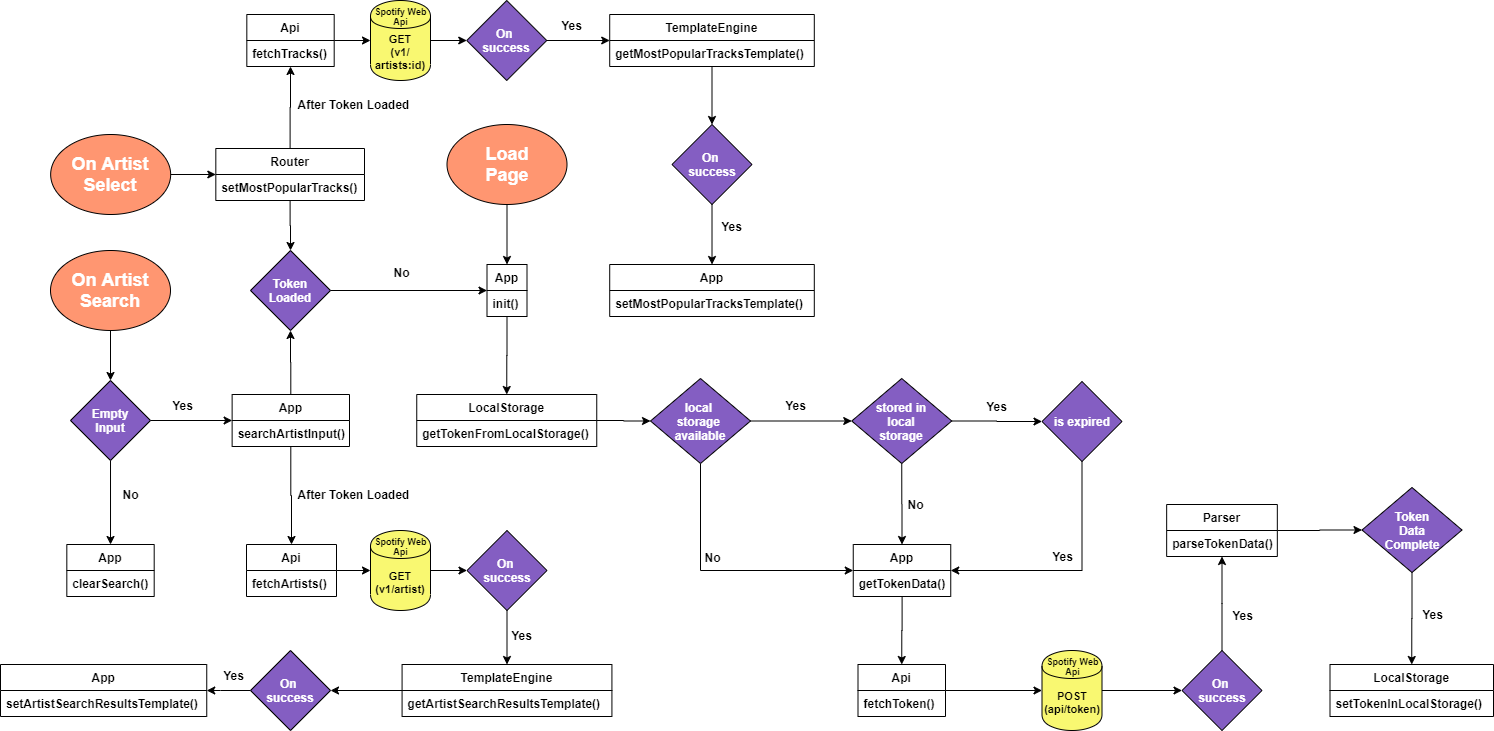 Api
fetchTracks()
Spotify Web
Api
GET
(v1/
artists:id)
On
success
Yes
TemplateEngine
getMostPopularTracksTemplate()
After Token Loaded
On Artist
Select
Router
setMostPopularTracks()
Load
Page
On
success
Yes
On Artist
Search
Token
Loaded
No
App
init()
App
setMostPopularTracksTemplate()
Empty
Input
Yes
App
searchArtistInput()
LocalStorage
getTokenFromLocalStorage()
local
storage
available
Yes
stored in
local
storage
Yes
is expired
No
After Token Loaded
No
App
clearSearch()
Api
fetchArtists()
Spotify Web
Api
GET
(v1/artist)
On
success
No
App
getTokenData()
Yes
Parser
parseTokenData()
Token
Data
Complete
Yes
Yes
Yes
App
setArtistSearchResultsTemplate()
Yes
On
success
TemplateEngine
getArtistSearchResultsTemplate()
Api
fetchToken()
Spotify Web
Api
POST
(api/token)
On
success
LocalStorage
setTokenInLocalStorage()